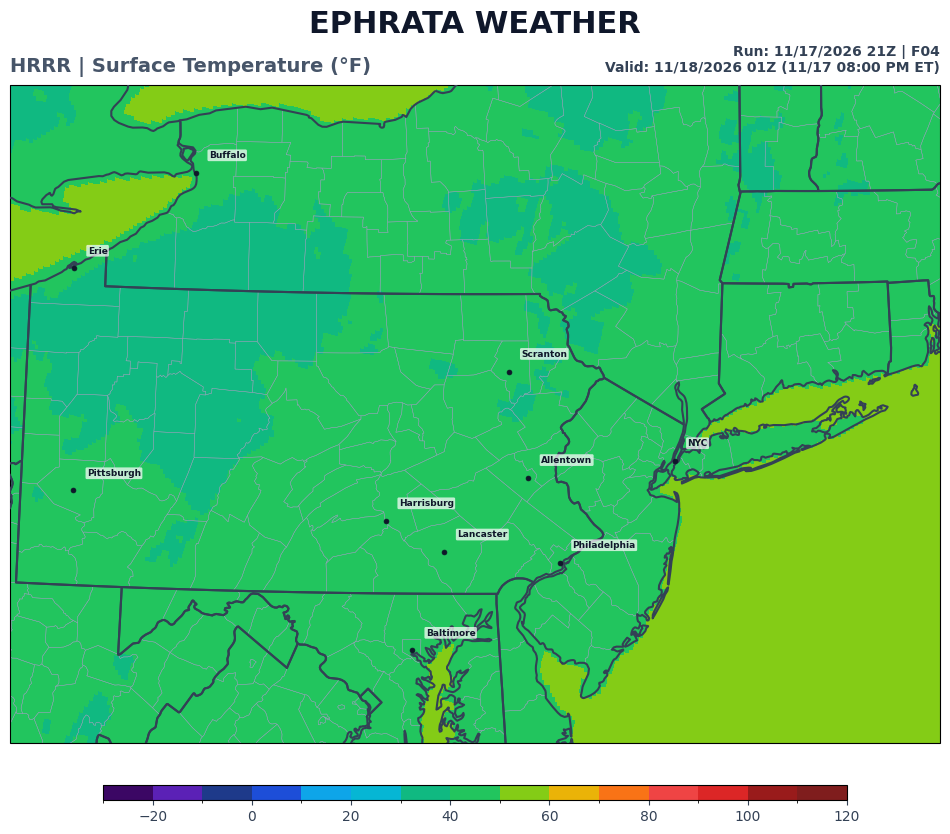 EPHRATA WEATHER
HRRR | Surface Temperature (°F)
Run: 11/17/2026 21Z | F04
Valid: 11/18/2026 01Z (11/17 08:00 PM ET)
Buffalo
Erie
Scranton
NYC
Allentown
Pittsburgh
Harrisburg
Lancaster
Philadelphia
Baltimore
−20 0 20 40 60 80 100 120